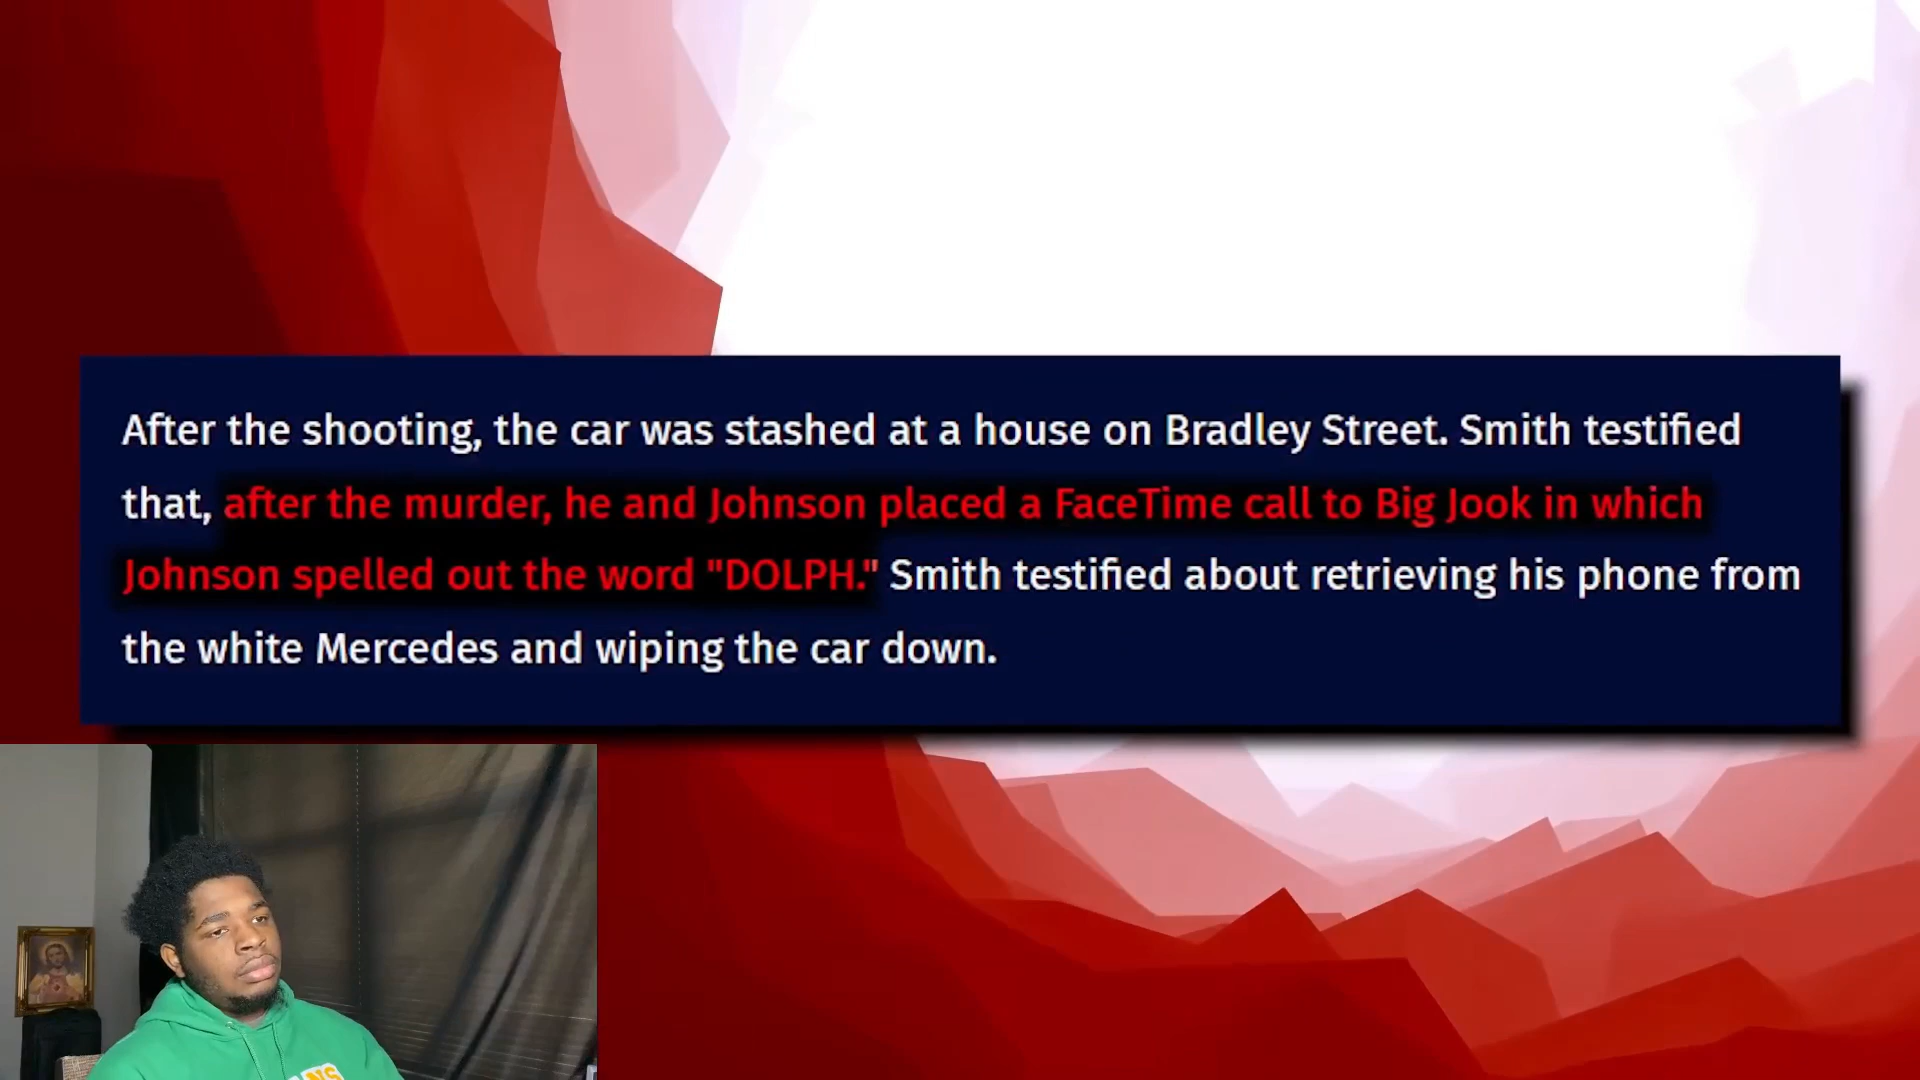 After the shooting, the car was stashed at a house on Bradley Street. Smith testified
that, after the murder, he and Johnson placed a FaceTime call to Big Jook in which
Johnson spelled out the word "DOLPH." Smith testified about retrieving his phone from
the white Mercedes and wiping the car down.